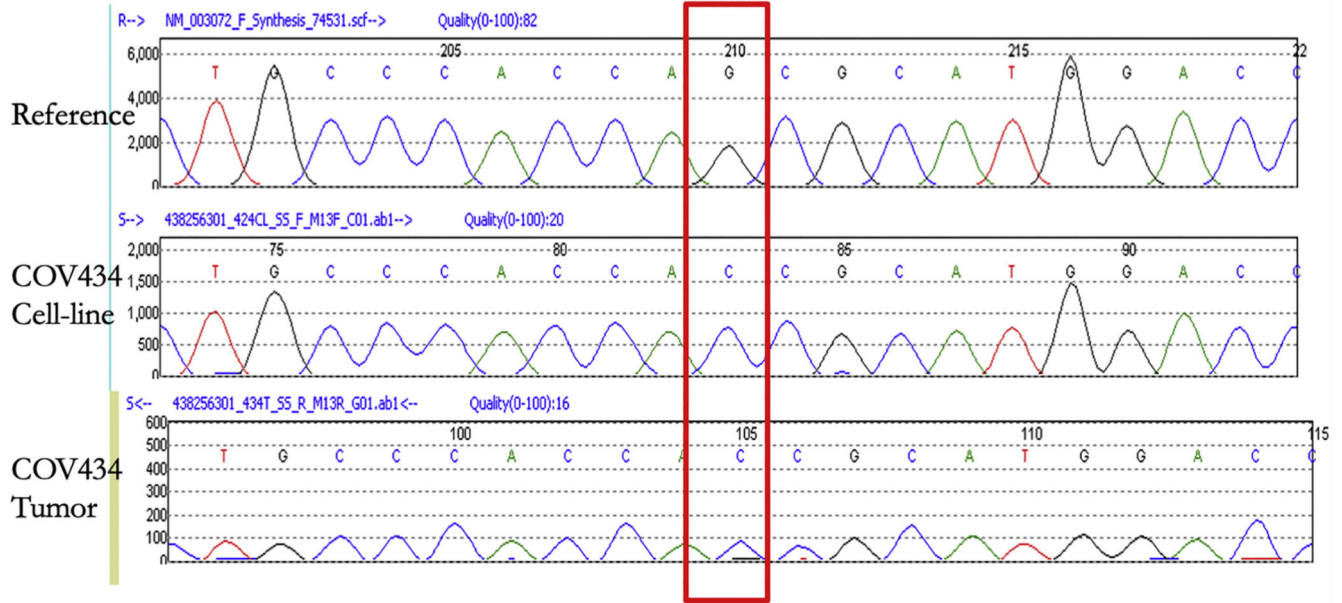 R--> NM_003072_F_Synthesis_74531.scf--> Quality(0-100):82
6,000 205 210 215 22
T G C C C A C C A G C G C A T G G A C C
4,000
Reference
2,000
0
S--> 438256301_424CL_SS_F_M13F_C01.ab1--> Quality(0-100):20
2,000 75 80 85 90
COV434 T G C C C A C C A C C G C A T G G A C C
1,500
Cell-line
1,000
500
0
S<-- 438256301_434T_SS_R_M13R_G01.ab1<-- Quality(0-100):16
600 100 105 110 115
500
COV434 T G C C C A C C A C C G C A T G G A C C
400
Tumor
300
200
100
0